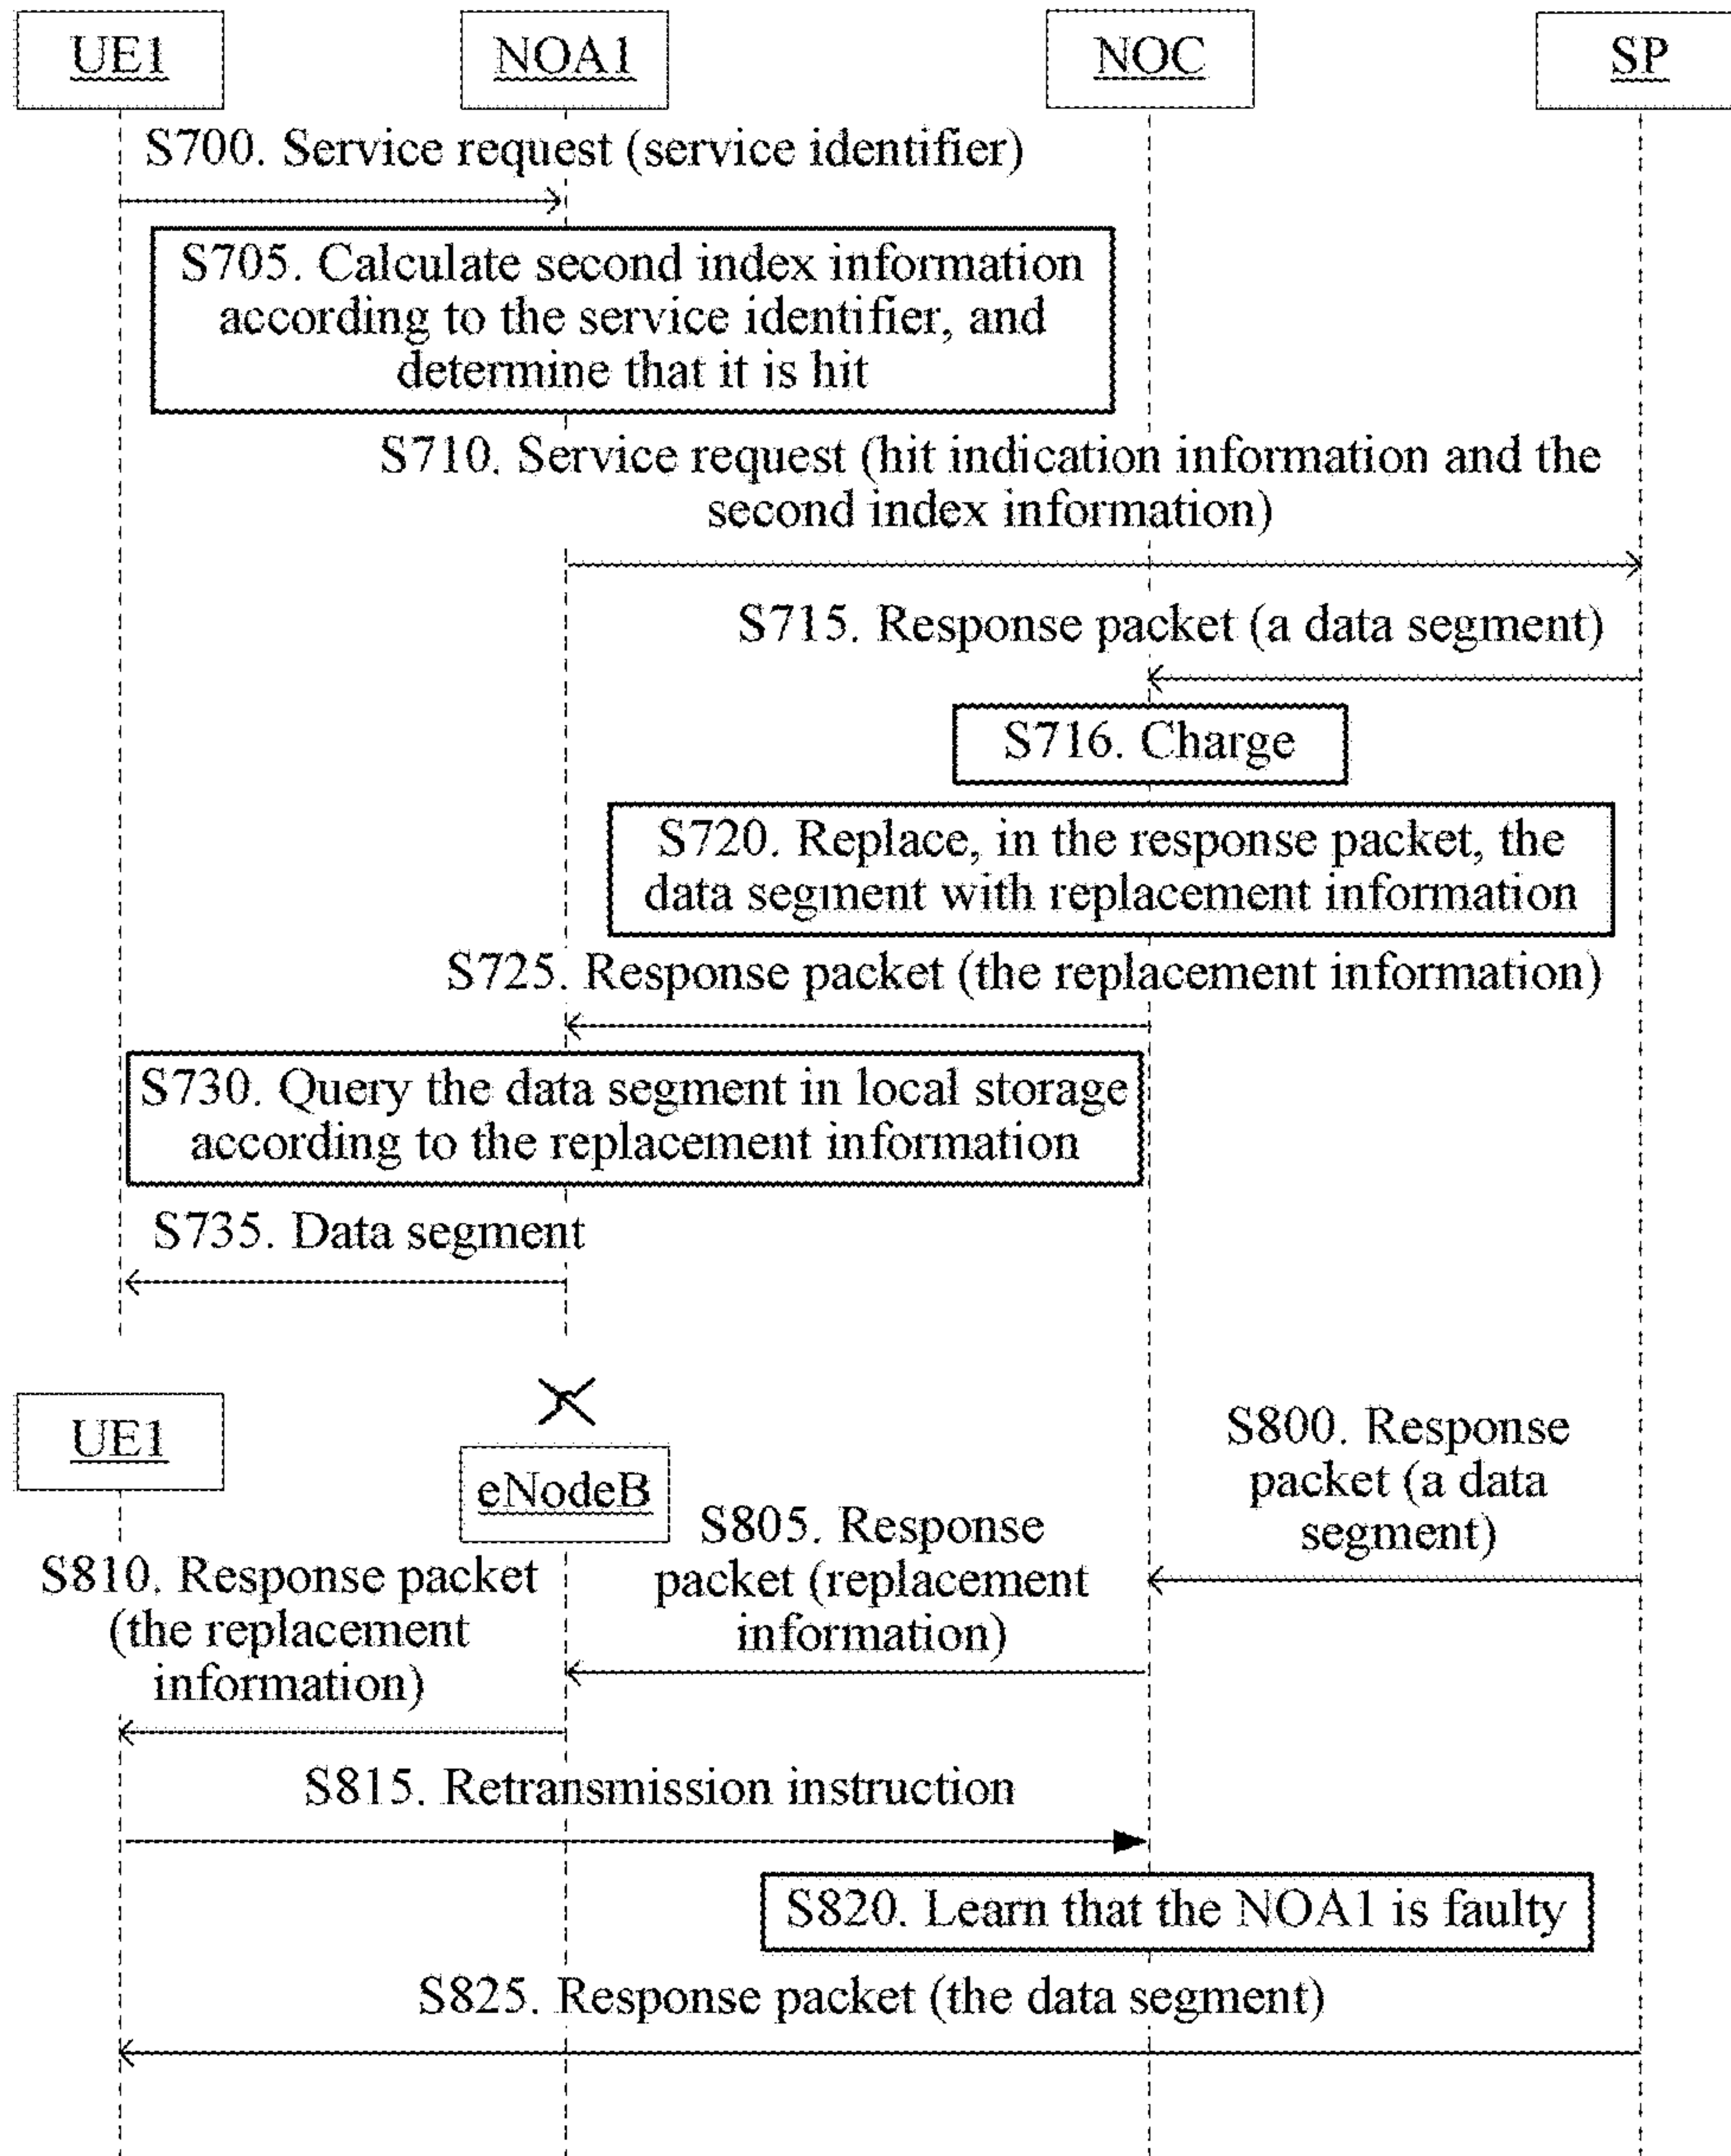 UE1
NOA1
NOC
SP
S700. Service request (service identifier)
S705. Calculate second index information
according to the service identifier, and
determine that it is hit
S710. Service request (hit indication information and the
second index information)
S715. Response packet (a data segment)
S716. Charge
S720. Replace, in the response packet, the
data segment with replacement information
S725. Response packet (the replacement information)
S730. Query the data segment in local storage
according to the replacement information
S735. Data segment
UE1
eNodeB
S800. Response
packet (a data
segment)
S805. Response
packet (replacement
information)
S810. Response packet
(the replacement
information)
S815. Retransmission instruction
S820. Learn that the NOA1 is faulty
S825. Response packet (the data segment)